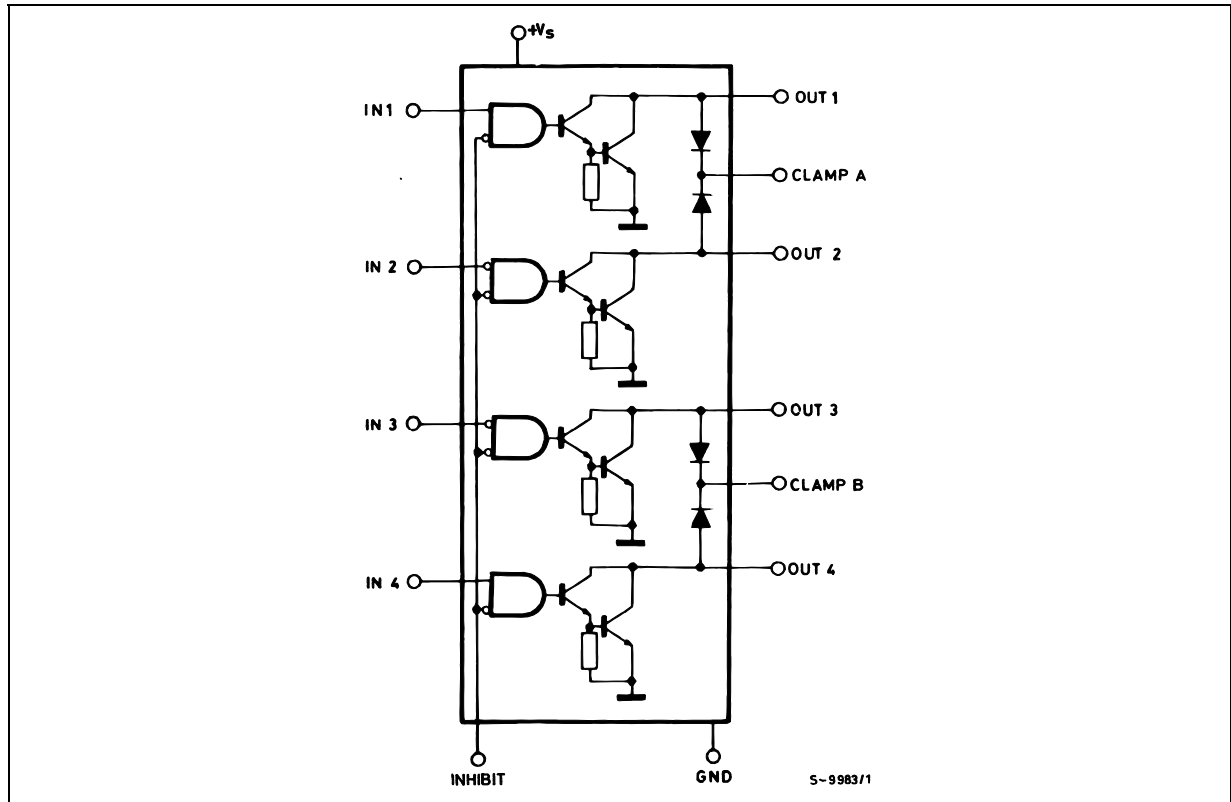 +Vs
IN1
OUT 1
CLAMP A
IN 2
OUT 2
IN 3
OUT 3
CLAMP B
IN 4
OUT 4
INHIBIT
GND
S-9983/1